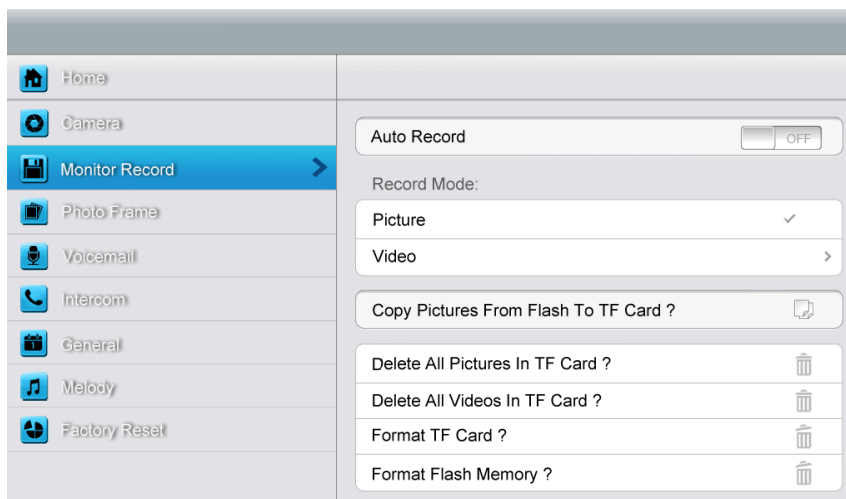 Home
Camera
Monitor Record
Photo Frame
Voicemail
Intercom
General
Melody
Factory Reset
Auto Record
OFF
Record Mode:
Picture
Video
Copy Pictures From Flash To TF Card ?
Delete All Pictures In TF Card ?
Delete All Videos In TF Card ?
Format TF Card ?
Format Flash Memory ?